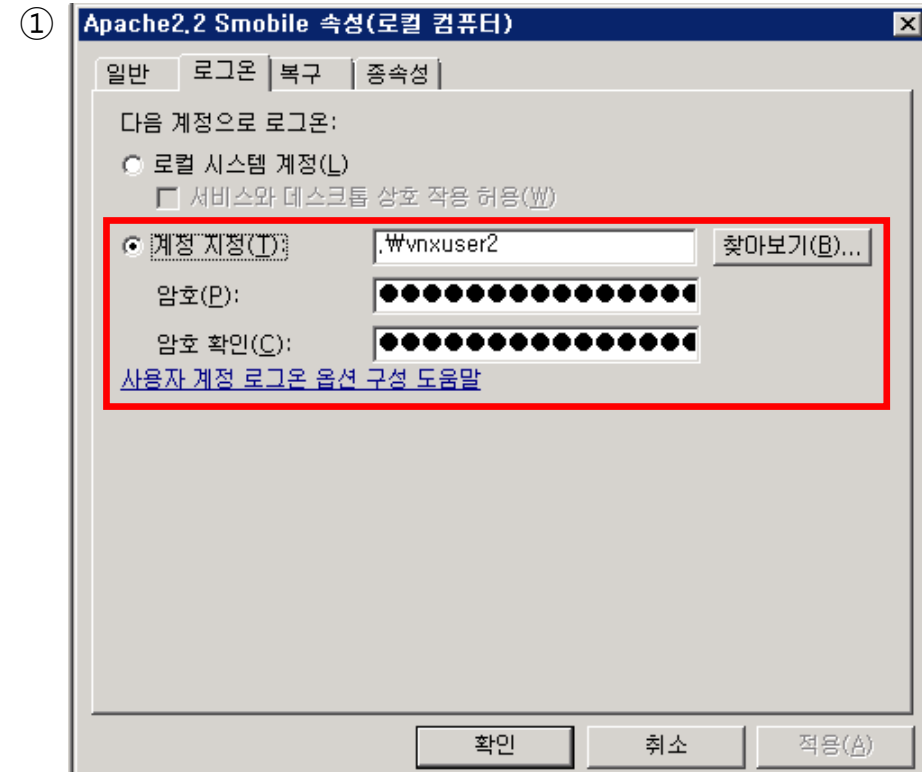 ①
Apache2.2 Smobile 속성(로컬 컴퓨터)
일반 로그온 복구 종속성
다음 계정으로 로그온:
로컬 시스템 계정(L)
서비스와 데스크톱 상호 작용 허용(W)
계정 지정(T): .₩vnxuser2 찾아보기(B)...
암호(P): ●●●●●●●●●●●●●●●
암호 확인(C): ●●●●●●●●●●●●●●●
사용자 계정 로그온 옵션 구성 도움말
확인 취소 적용(A)